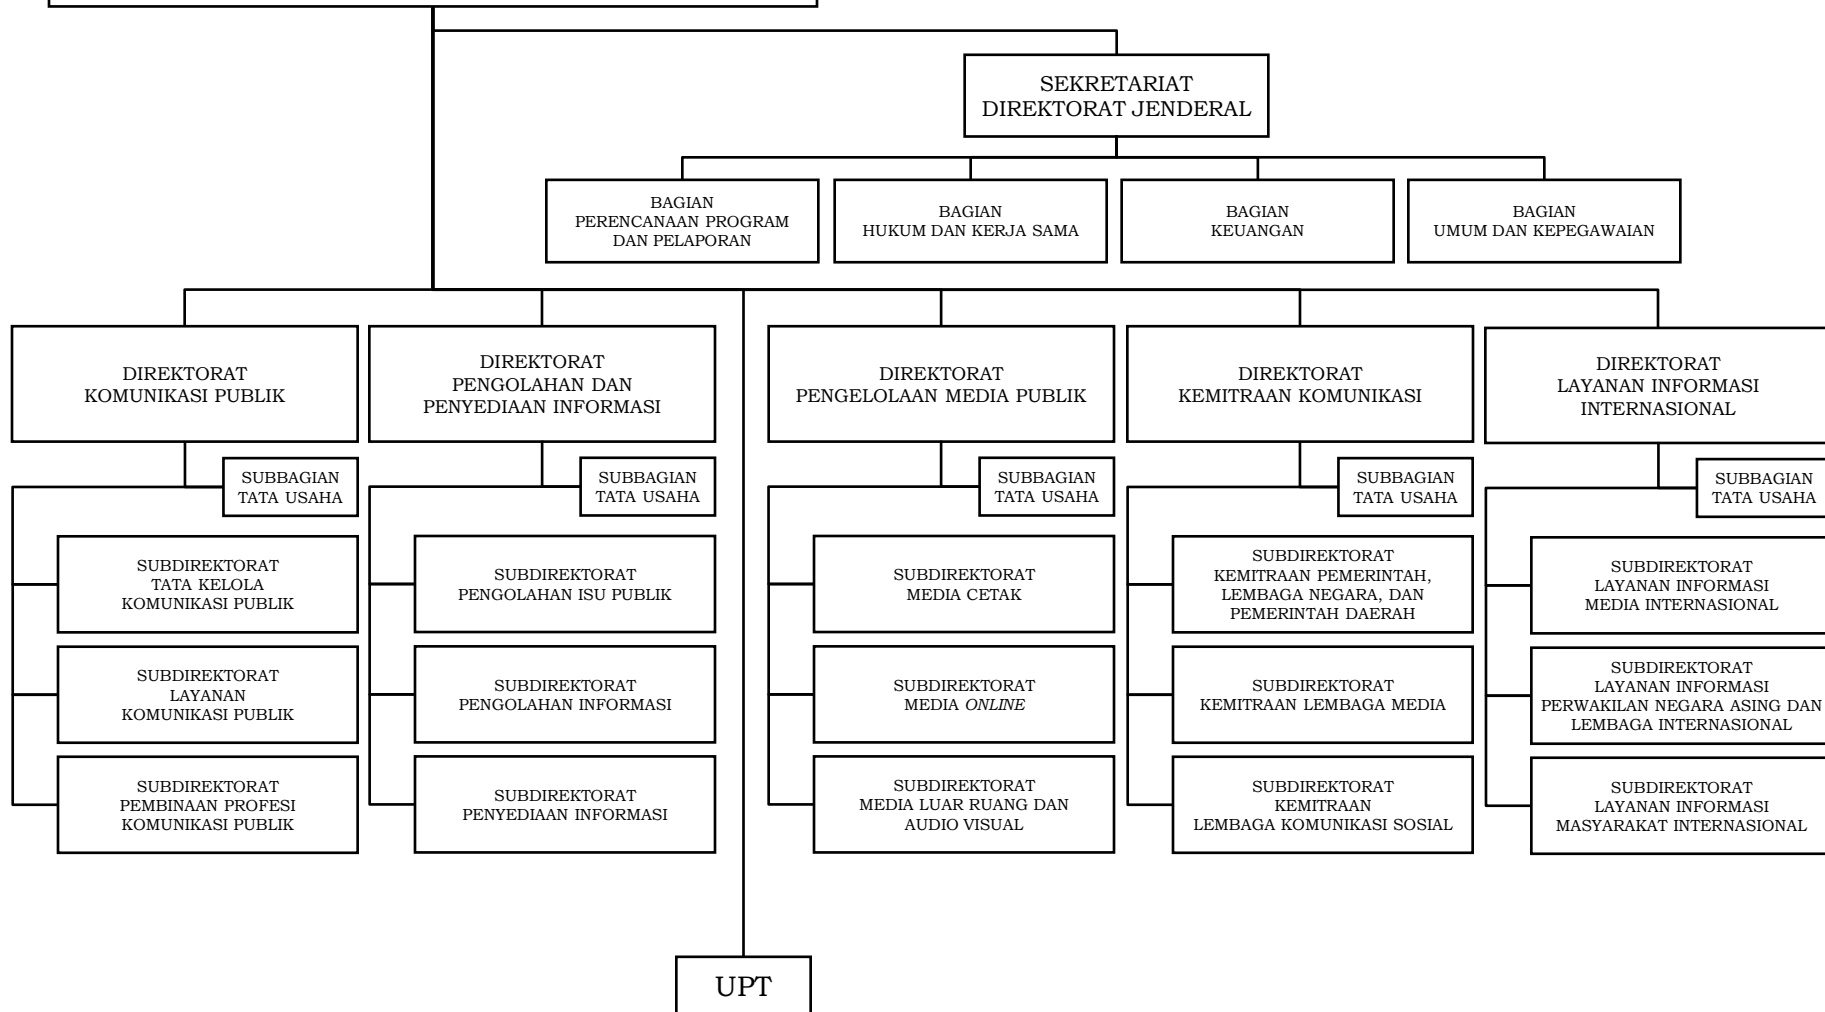 SEKRETARIAT
DIREKTORAT JENDERAL
BAGIAN
PERENCANAAN PROGRAM
DAN PELAPORAN
BAGIAN
HUKUM DAN KERJA SAMA
BAGIAN
KEUANGAN
BAGIAN
UMUM DAN KEPEGAWAIAN
DIREKTORAT
KOMUNIKASI PUBLIK
DIREKTORAT
PENGOLAHAN DAN
PENYEDIAAN INFORMASI
DIREKTORAT
PENGELOLAAN MEDIA PUBLIK
DIREKTORAT
KEMITRAAN KOMUNIKASI
DIREKTORAT
LAYANAN INFORMASI
INTERNASIONAL
SUBBAGIAN
TATA USAHA
SUBBAGIAN
TATA USAHA
SUBBAGIAN
TATA USAHA
SUBBAGIAN
TATA USAHA
SUBBAGIAN
TATA USAHA
SUBDIREKTORAT
TATA KELOLA
KOMUNIKASI PUBLIK
SUBDIREKTORAT
PENGOLAHAN ISU PUBLIK
SUBDIREKTORAT
MEDIA CETAK
SUBDIREKTORAT
KEMITRAAN PEMERINTAH,
LEMBAGA NEGARA, DAN
PEMERINTAH DAERAH
SUBDIREKTORAT
LAYANAN INFORMASI
MEDIA INTERNASIONAL
SUBDIREKTORAT
LAYANAN
KOMUNIKASI PUBLIK
SUBDIREKTORAT
PENGOLAHAN INFORMASI
SUBDIREKTORAT
MEDIA ONLINE
SUBDIREKTORAT
KEMITRAAN LEMBAGA MEDIA
SUBDIREKTORAT
LAYANAN INFORMASI
PERWAKILAN NEGARA ASING DAN
LEMBAGA INTERNASIONAL
SUBDIREKTORAT
PEMBINAAN PROFESI
KOMUNIKASI PUBLIK
SUBDIREKTORAT
PENYEDIAAN INFORMASI
SUBDIREKTORAT
MEDIA LUAR RUANG DAN
AUDIO VISUAL
SUBDIREKTORAT
KEMITRAAN
LEMBAGA KOMUNIKASI SOSIAL
SUBDIREKTORAT
LAYANAN INFORMASI
MASYARAKAT INTERNASIONAL
UPT